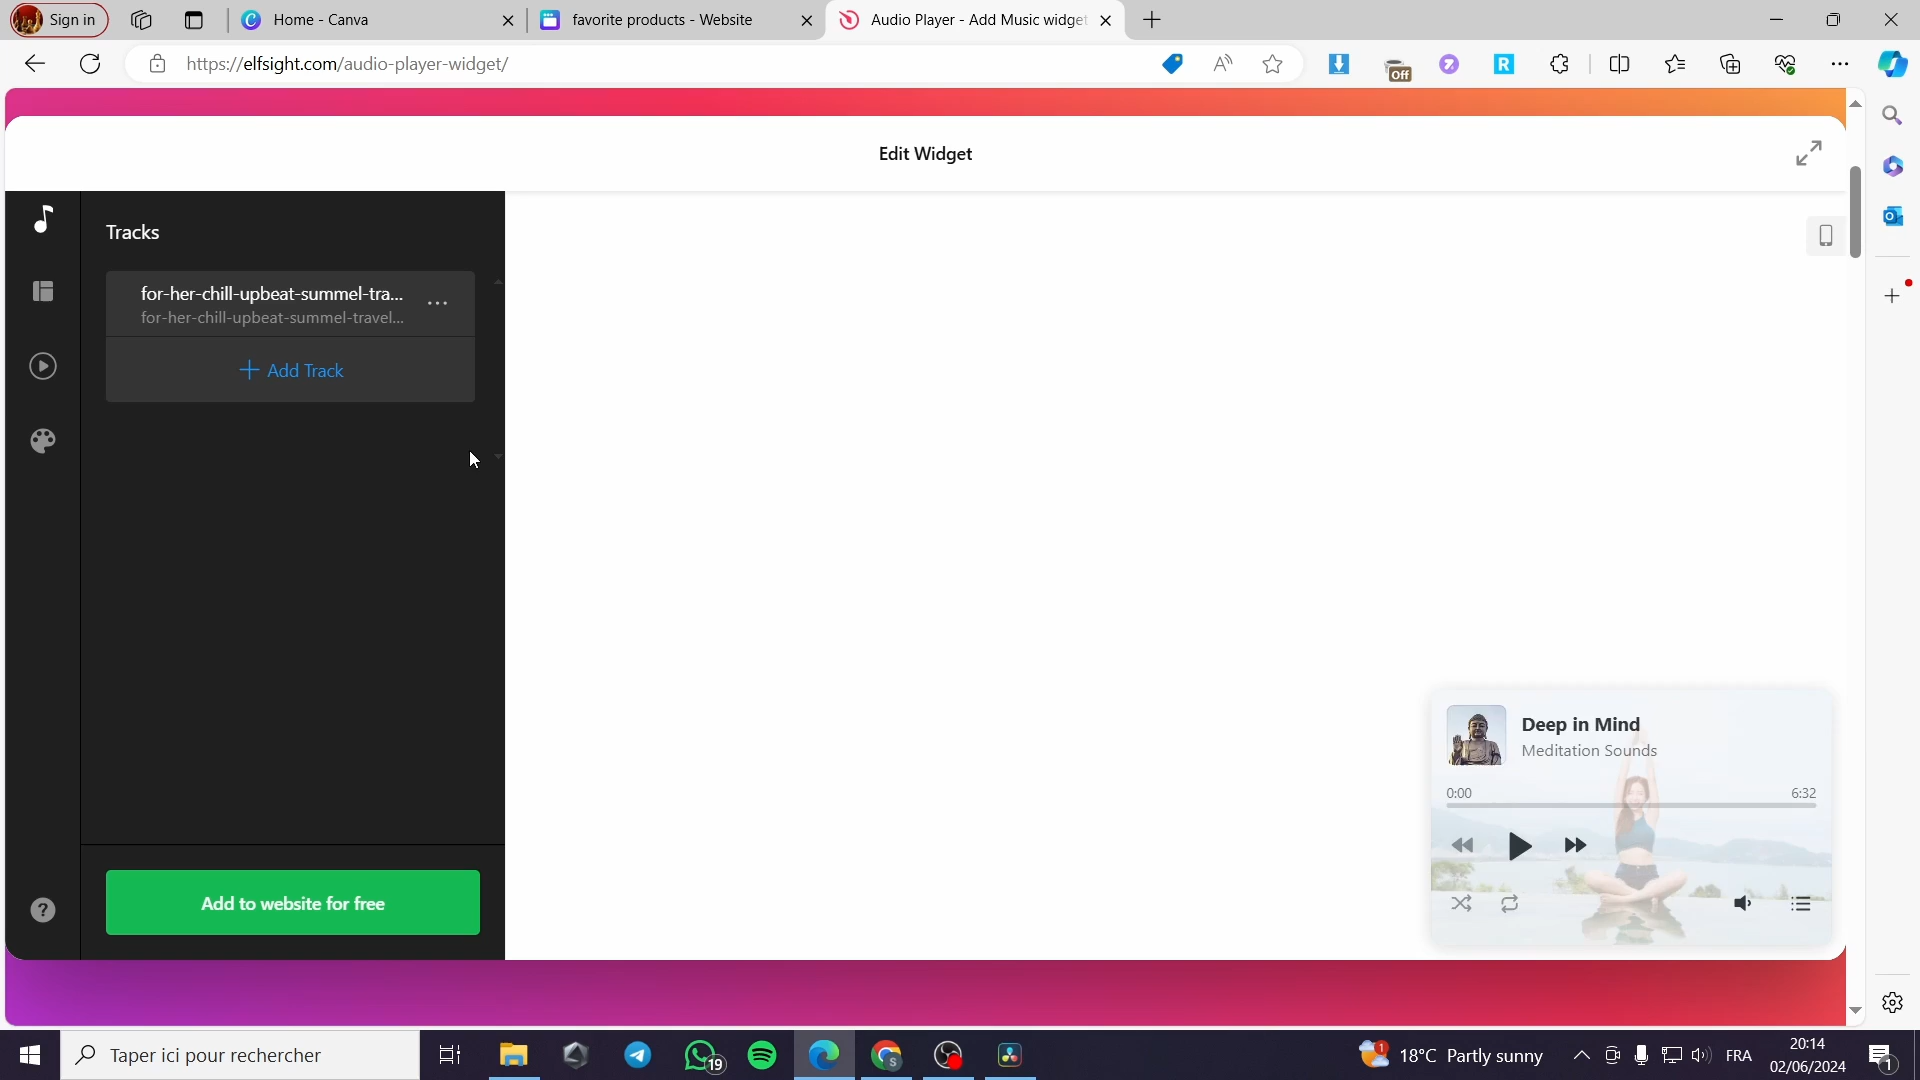 Sign in
Home - Canva
favorite products - Website
Audio Player - Add Music widget
https://elfsight.com/audio-player-widget/
Off
Edit Widget
Tracks
for-her-chill-upbeat-summel-tra...
for-her-chill-upbeat-summel-travel...
Add Track
Deep in Mind
Meditation Sounds
0:00
6:32
Add to website for free
Taper ici pour rechercher
19
1
18°C Partly sunny
FRA
20:14
02/06/2024
1